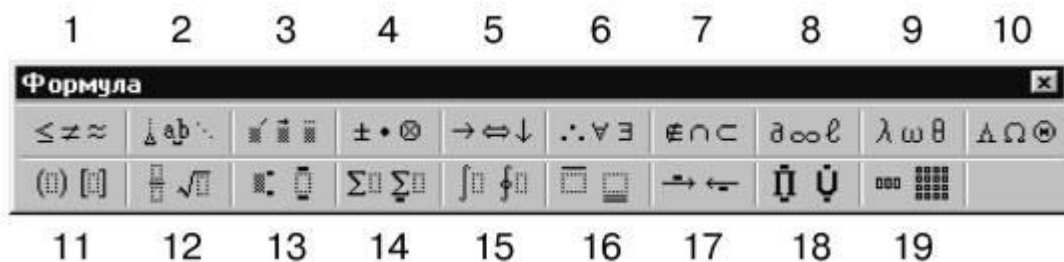 1 2 3 4 5 6 7 8 9 10
Формула
≤ ≠ ≈ ab ⋱ ± • ⊗ → ⇔ ↓ ∴ ∀ ∃ ∉ ∩ ⊂ ∂ ∞ ℓ λ ω θ Λ Ω Θ
(▯) [▯] √▯ Σ▯ Σ▯ ∫▯ ∮▯ → ← Π Ụ
11 12 13 14 15 16 17 18 19